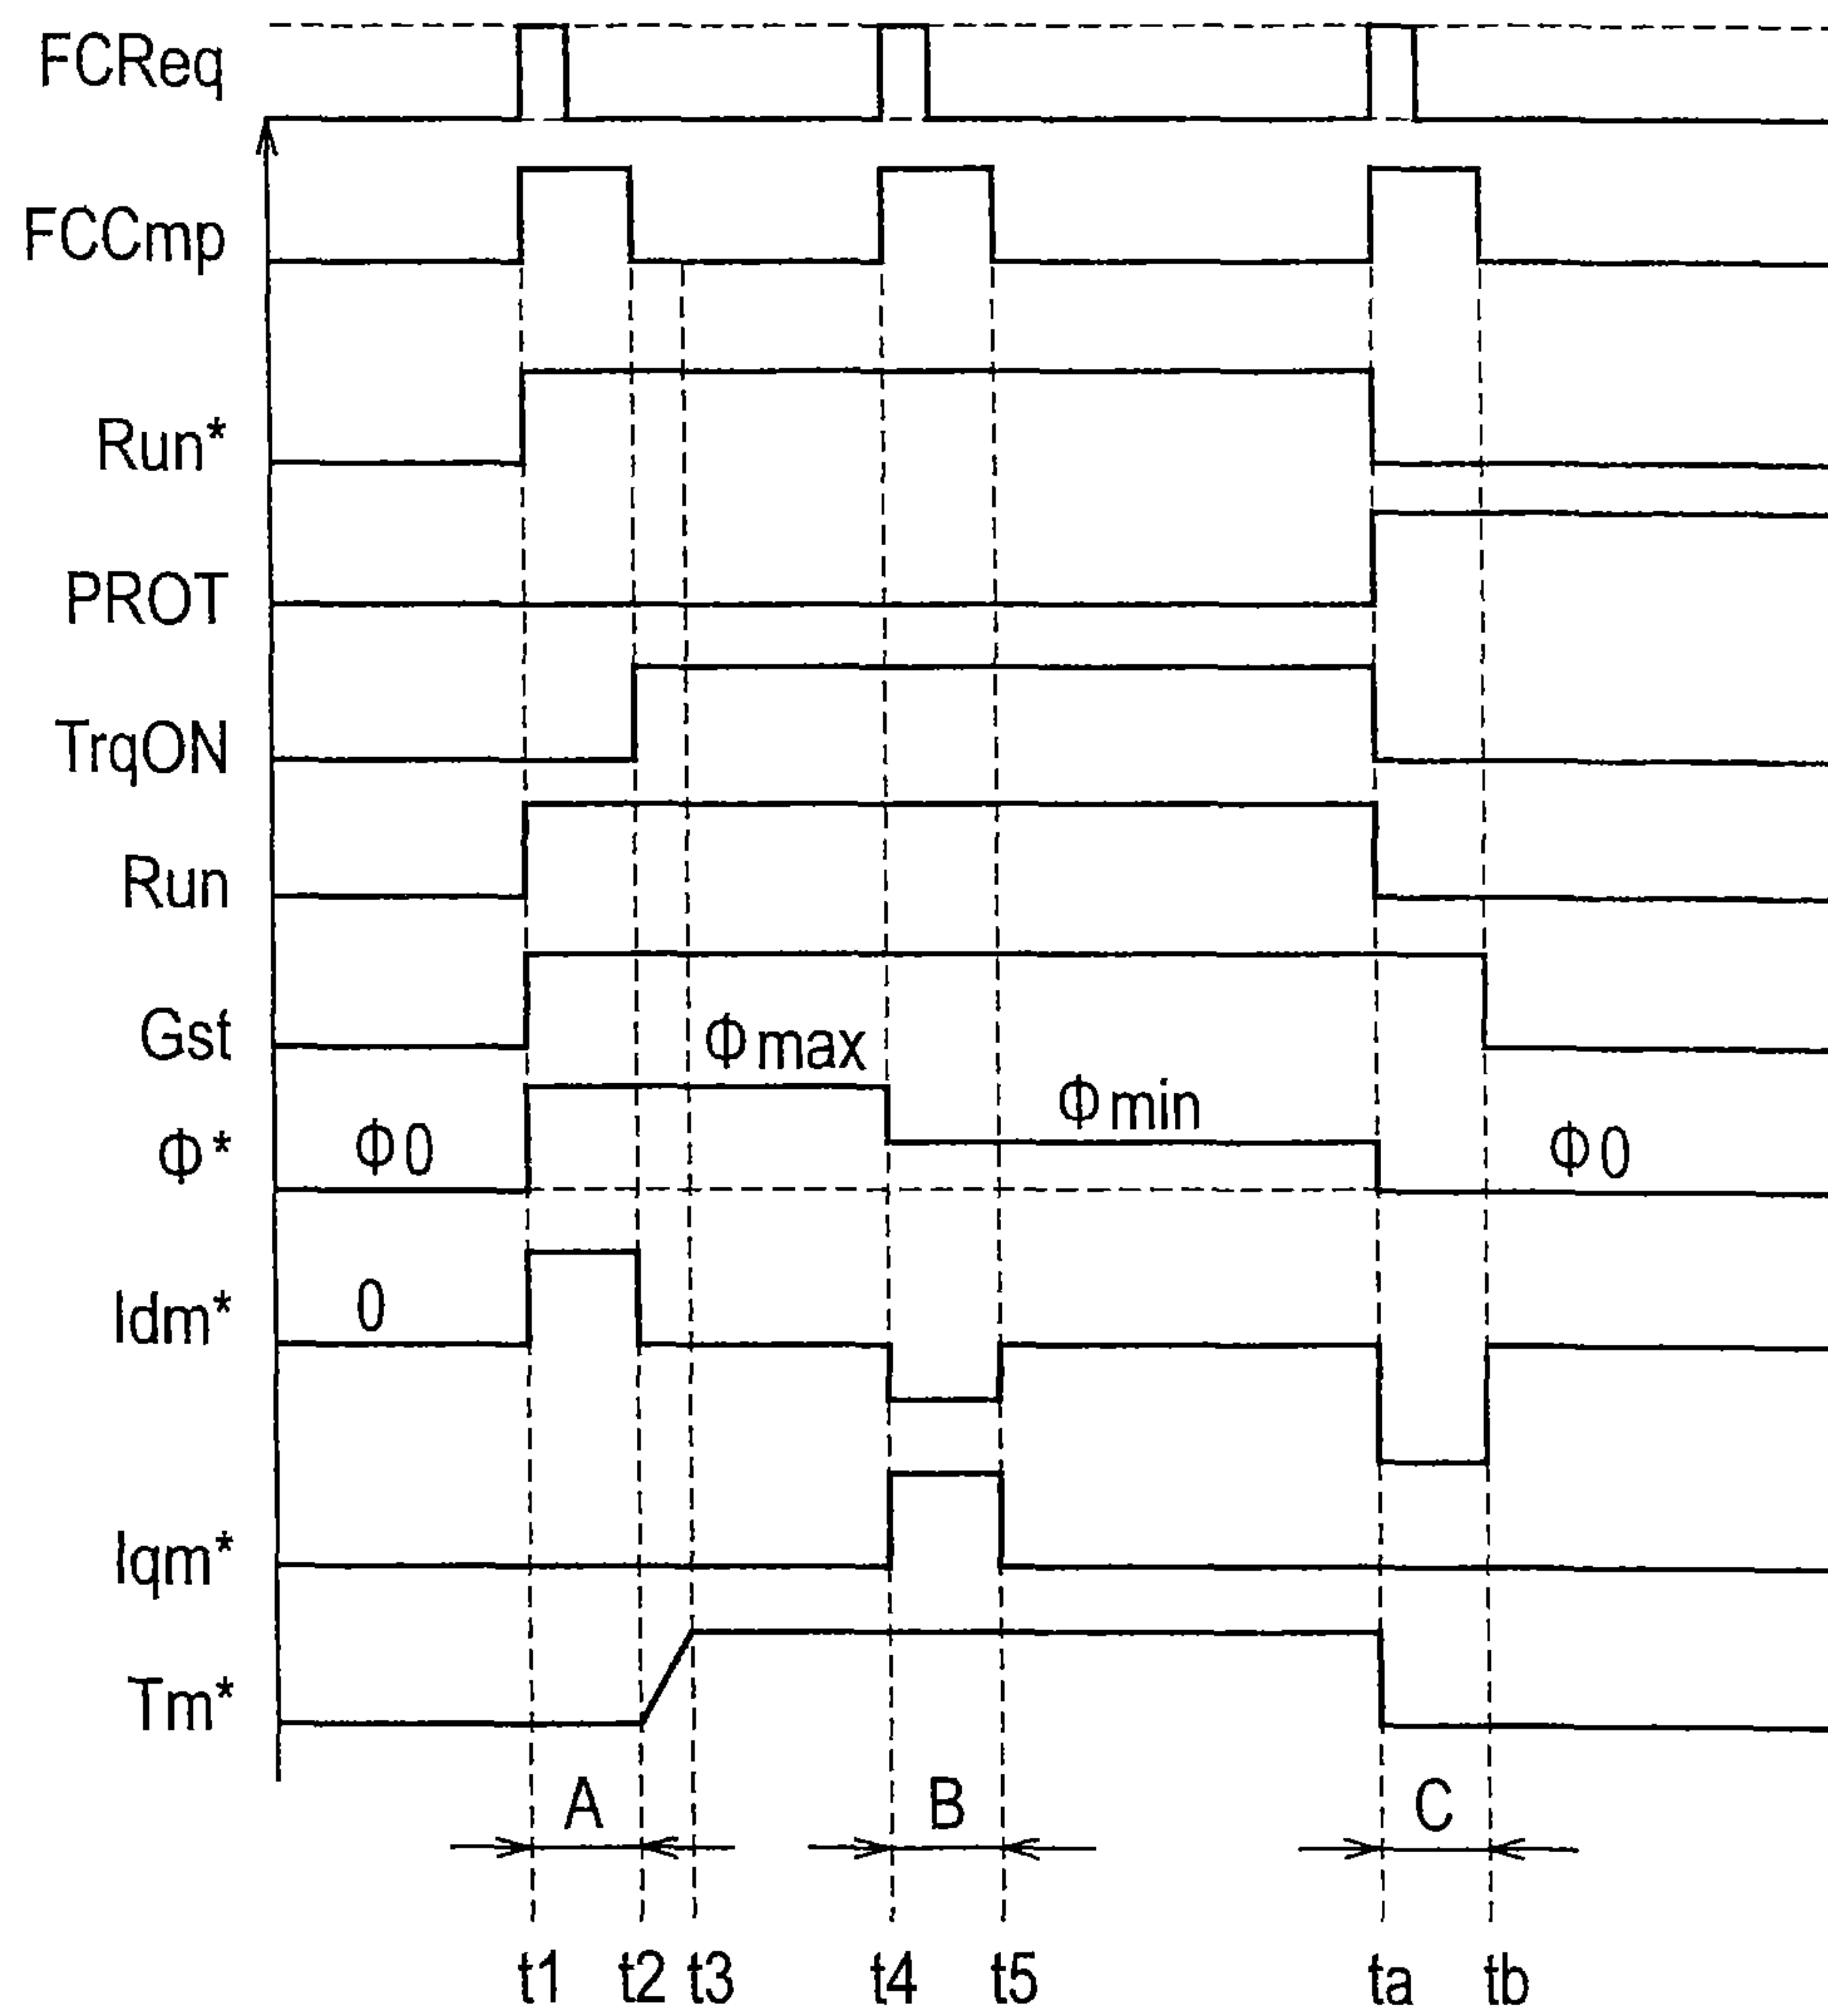 FCReq
FCCmp
Run*
PROT
TrqON
Run
Gst
Φmax
Φmin
Φ* Φ0 Φ0
Idm* 0
Iqm*
Tm*
A B C
t1 t2 t3 t4 t5 ta tb